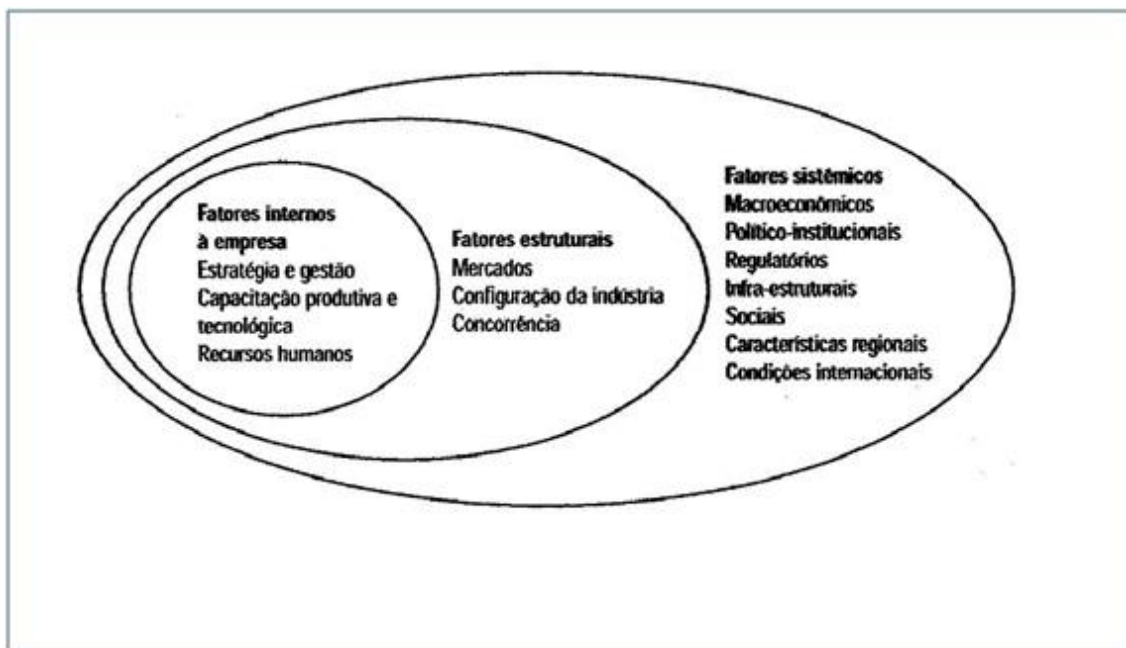 Fatores internos
à empresa
Estratégia e gestão
Capacitação produtiva e
tecnológica
Recursos humanos
Fatores estruturais
Mercados
Configuração da indústria
Concorrência
Fatores sistêmicos
Macroeconômicos
Político-institucionais
Regulatórios
Infra-estruturais
Sociais
Características regionais
Condições internacionais